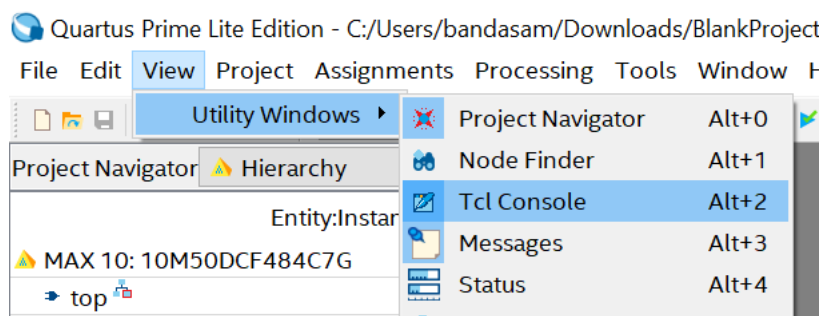 Quartus Prime Lite Edition - C:/Users/bandasam/Downloads/BlankProject
File Edit View Project Assignments Processing Tools Window
Utility Windows
Project Navigator Alt+0
Node Finder Alt+1
Tcl Console Alt+2
Messages Alt+3
Status Alt+4
Project Navigator Hierarchy
Entity:Instan
MAX 10: 10M50DCF484C7G
top